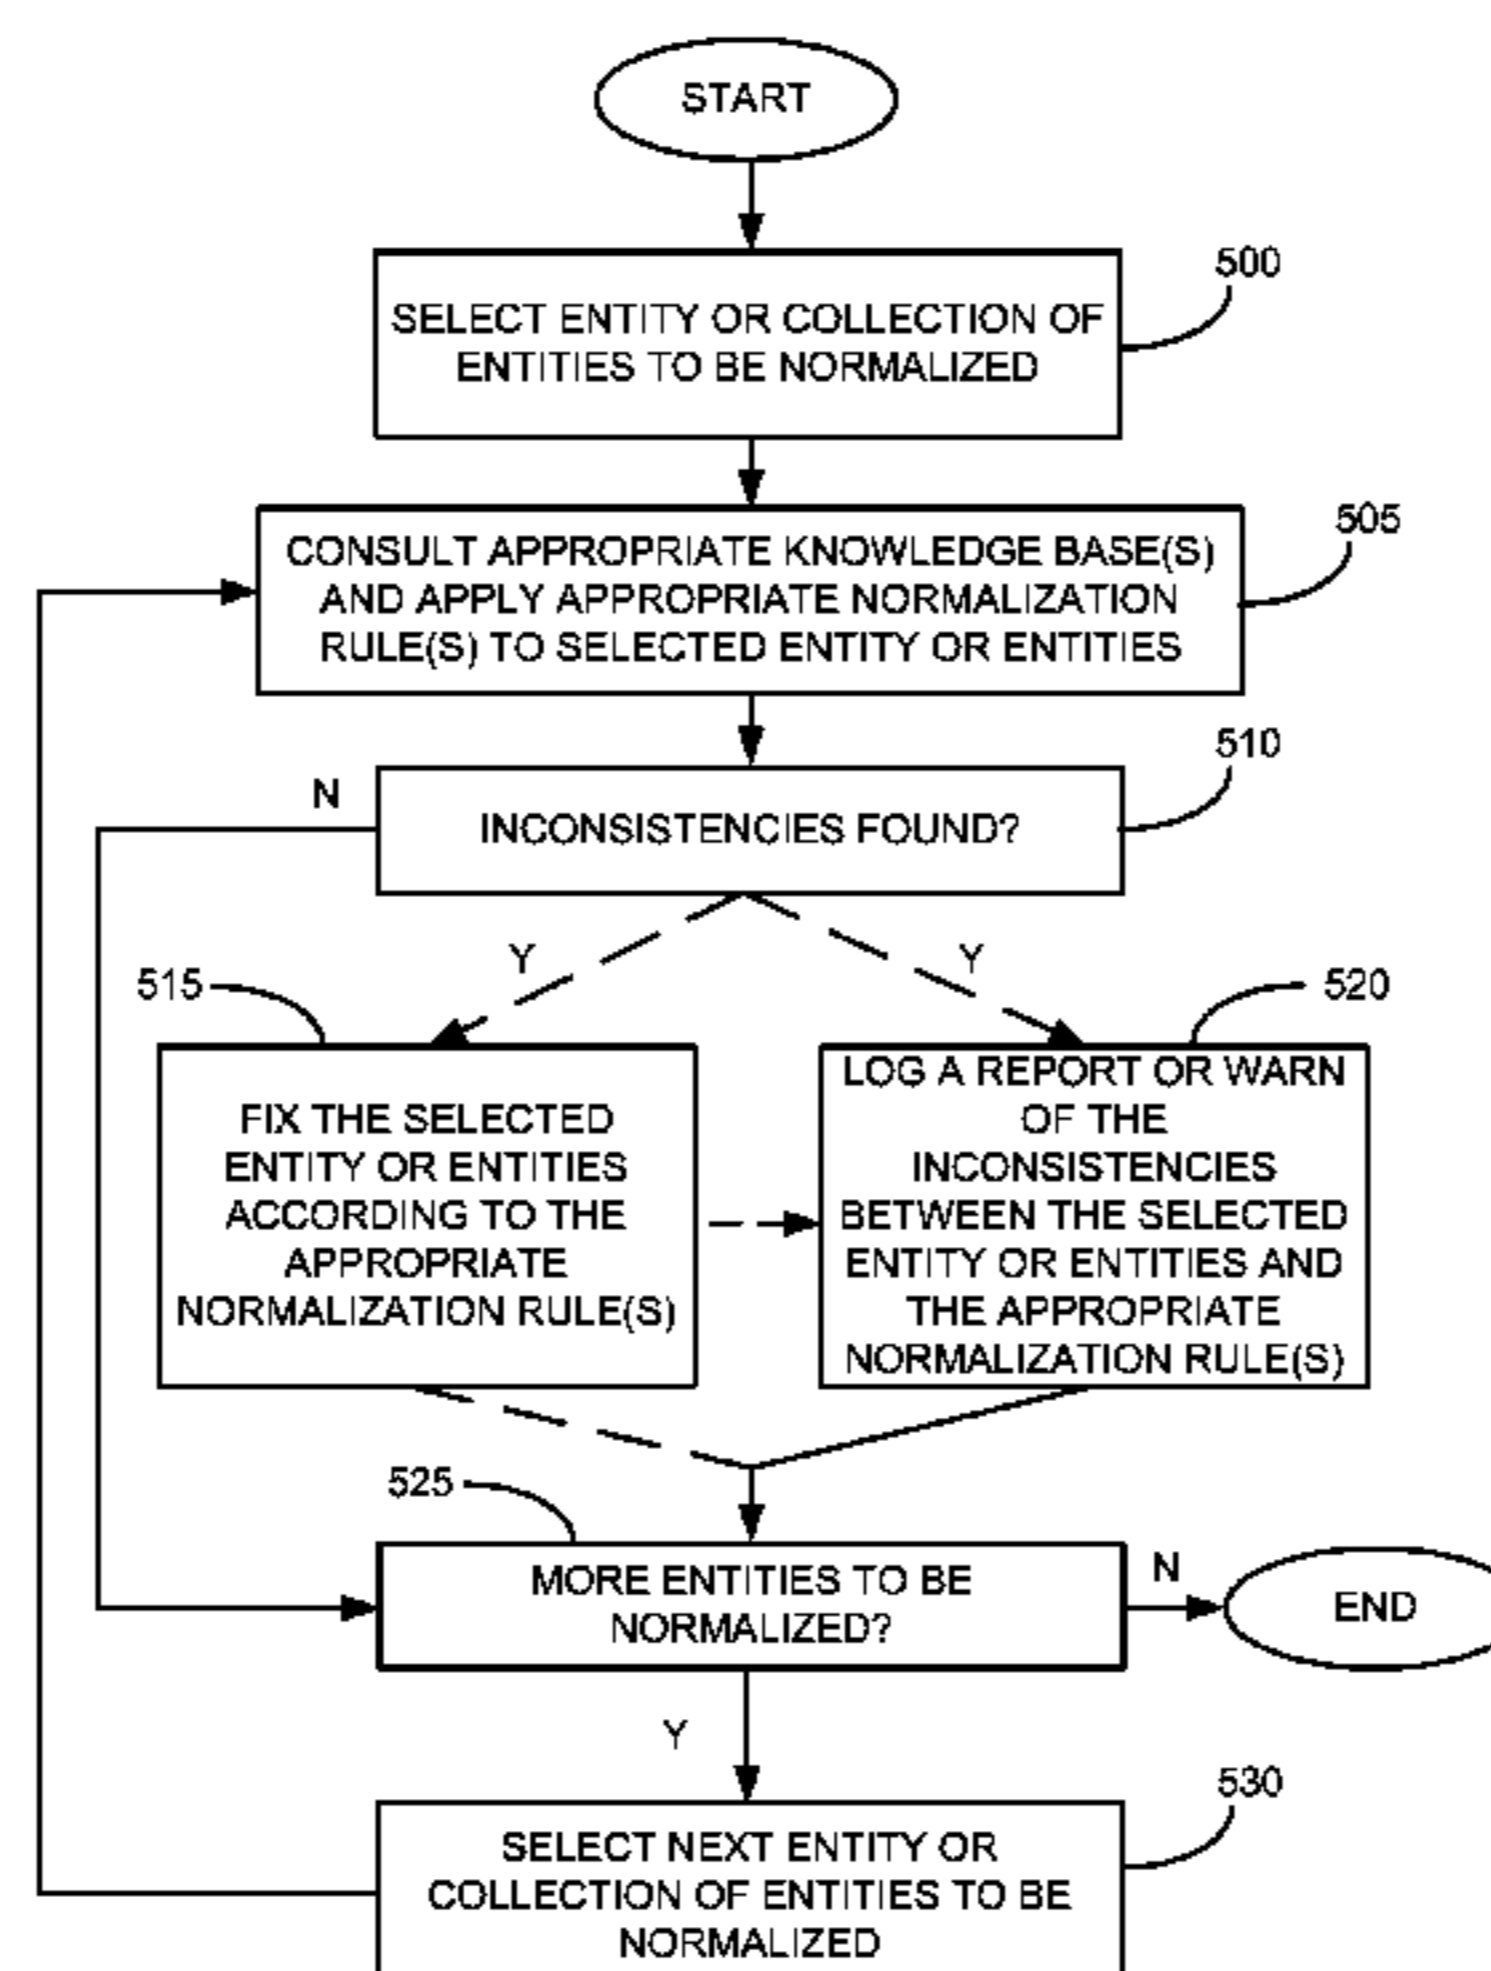 START
500
SELECT ENTITY OR COLLECTION OF
ENTITIES TO BE NORMALIZED
505
CONSULT APPROPRIATE KNOWLEDGE BASE(S)
AND APPLY APPROPRIATE NORMALIZATION
RULE(S) TO SELECTED ENTITY OR ENTITIES
510
N
INCONSISTENCIES FOUND?
Y
Y
515
520
FIX THE SELECTED
ENTITY OR ENTITIES
ACCORDING TO THE
APPROPRIATE
NORMALIZATION RULE(S)
LOG A REPORT OR WARN
OF THE
INCONSISTENCIES
BETWEEN THE SELECTED
ENTITY OR ENTITIES AND
THE APPROPRIATE
NORMALIZATION RULE(S)
525
MORE ENTITIES TO BE
NORMALIZED?
N
END
Y
530
SELECT NEXT ENTITY OR
COLLECTION OF ENTITIES TO BE
NORMALIZED